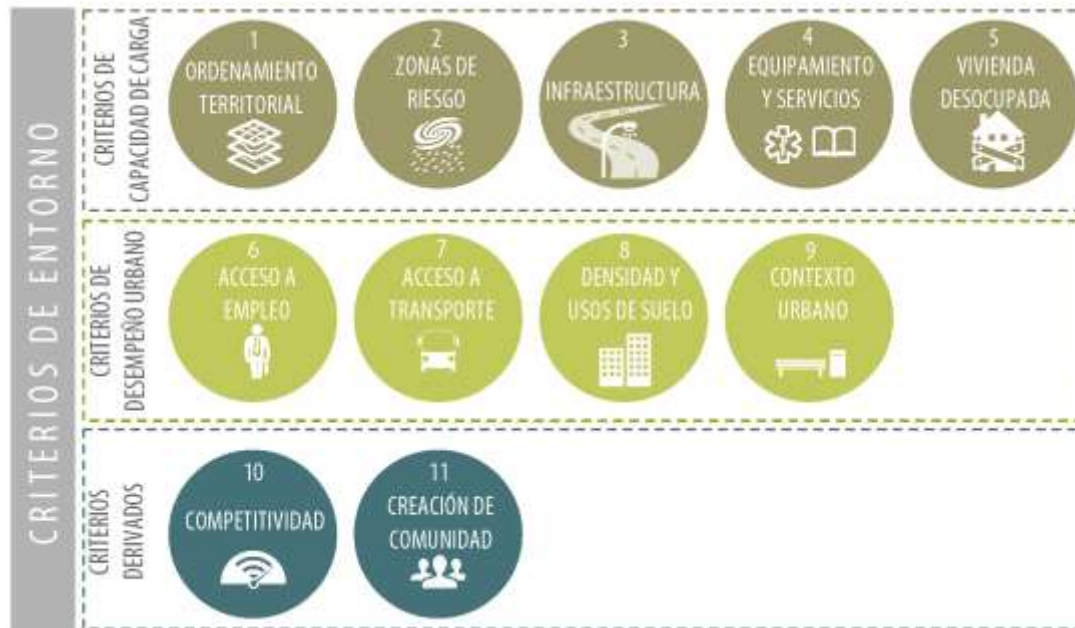 CRITERIOS DE ENTORNO
CRITERIOS DE
CAPACIDAD DE CARGA
1
ORDENAMIENTO
TERRITORIAL
2
ZONAS DE
RIESGO
3
INFRAESTRUCTURA
4
EQUIPAMIENTO
Y SERVICIOS
5
VIVIENDA
DESOCUPADA
CRITERIOS DE
DESEMPEÑO URBANO
6
ACCESO A
EMPLEO
7
ACCESO A
TRANSPORTE
8
DENSIDAD Y
USOS DE SUELO
9
CONTEXTO
URBANO
CRITERIOS
DERIVADOS
10
COMPETITIVIDAD
11
CREACIÓN DE
COMUNIDAD